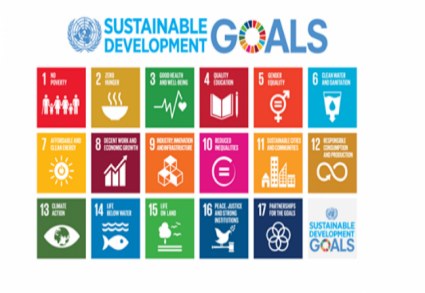 SUSTAINABLE
DEVELOPMENT
GOALS
1 NO
POVERTY
2 ZERO
HUNGER
3 GOOD HEALTH
AND WELL-BEING
4 QUALITY
EDUCATION
5 GENDER
EQUALITY
6 CLEAN WATER
AND SANITATION
7 AFFORDABLE AND
CLEAN ENERGY
8 DECENT WORK AND
ECONOMIC GROWTH
9 INDUSTRY, INNOVATION
AND INFRASTRUCTURE
10 REDUCED
INEQUALITIES
11 SUSTAINABLE CITIES
AND COMMUNITIES
12 RESPONSIBLE
CONSUMPTION
AND PRODUCTION
13 CLIMATE
ACTION
14 LIFE
BELOW WATER
15 LIFE
ON LAND
16 PEACE, JUSTICE
AND STRONG
INSTITUTIONS
17 PARTNERSHIPS
FOR THE GOALS
SUSTAINABLE
DEVELOPMENT
GOALS